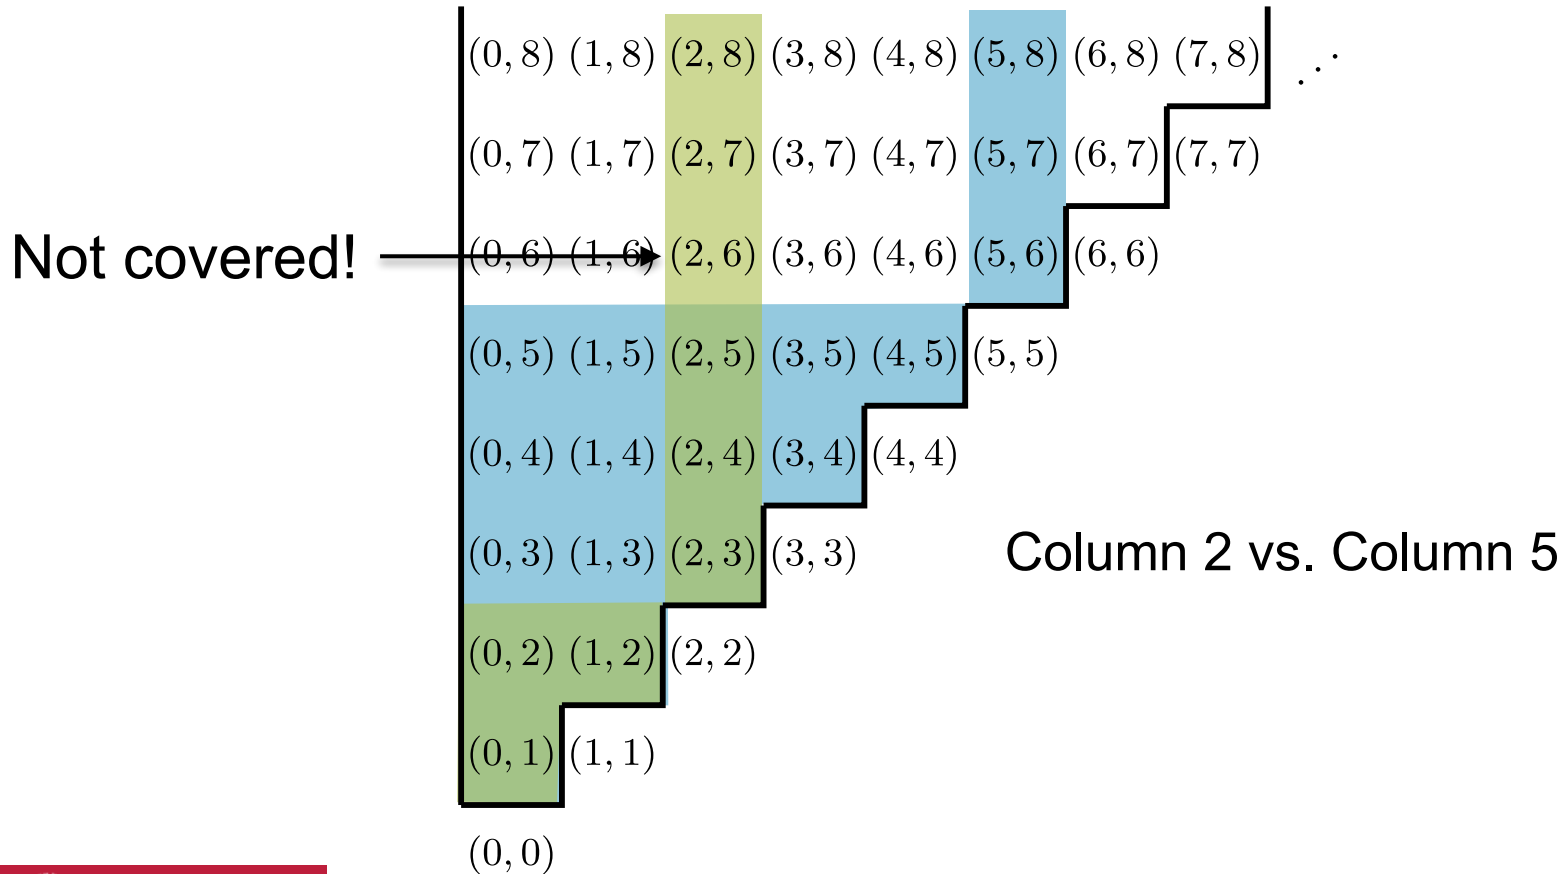 (0, 8) (1, 8) (2, 8) (3, 8) (4, 8) (5, 8) (6, 8) (7, 8) ⋰
(0, 7) (1, 7) (2, 7) (3, 7) (4, 7) (5, 7) (6, 7) (7, 7)
Not covered!
(0, 6) (1, 6) (2, 6) (3, 6) (4, 6) (5, 6) (6, 6)
(0, 5) (1, 5) (2, 5) (3, 5) (4, 5) (5, 5)
(0, 4) (1, 4) (2, 4) (3, 4) (4, 4)
(0, 3) (1, 3) (2, 3) (3, 3)
Column 2 vs. Column 5
(0, 2) (1, 2) (2, 2)
(0, 1) (1, 1)
(0, 0)